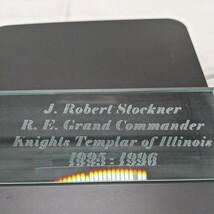 J. Robert Stockner
R. E. Grand Commander
Knights Templar of Illinois
1995 - 1996